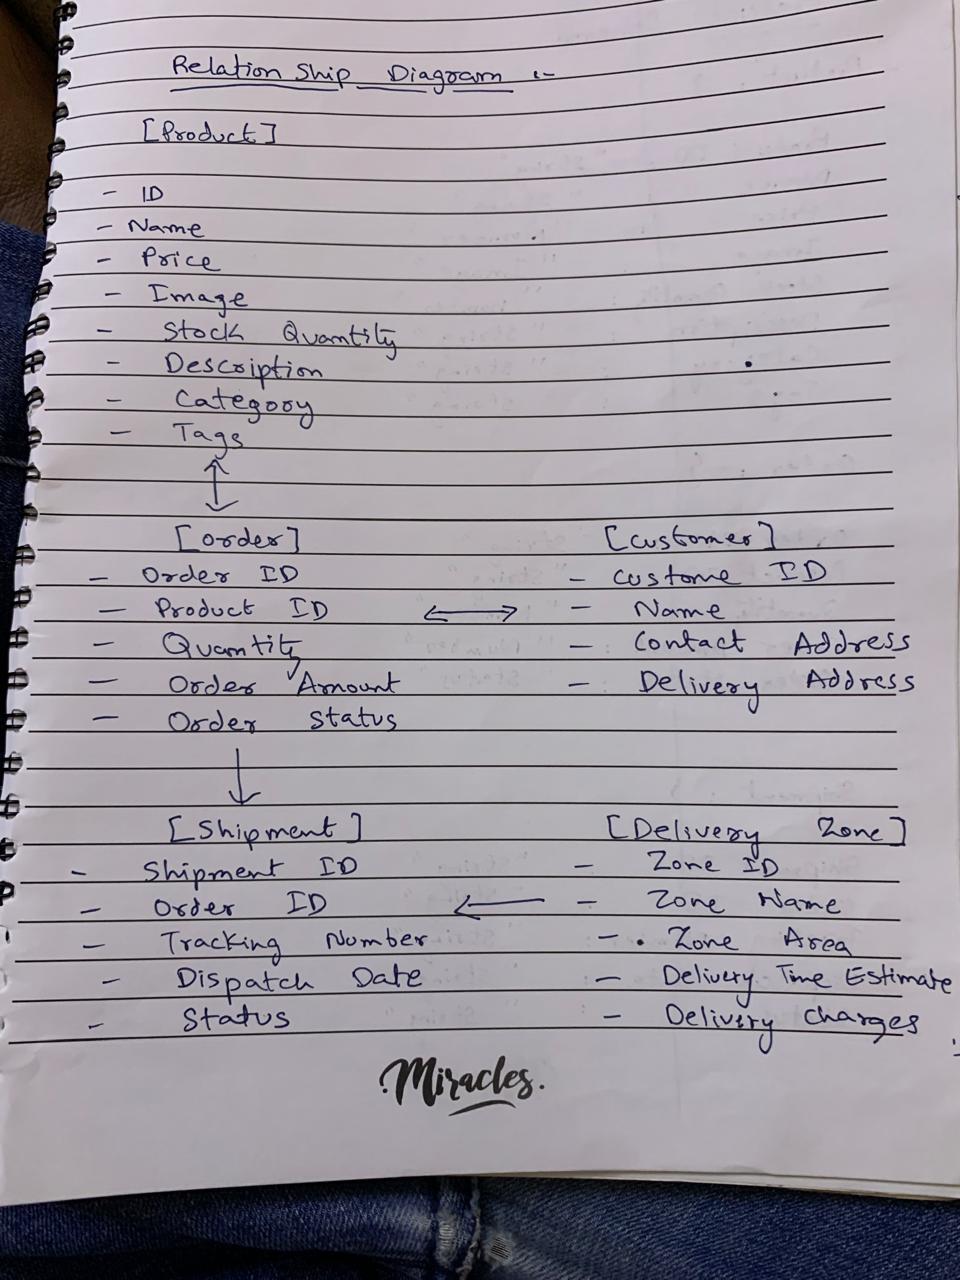 RelationShip Diagram :-
[Product]
- ID
- Name
- Price
- Image
- Stock Quantity
- Description
- Category
- Tags
[Order]
- Order ID
- Product ID
- Quantity
- Order Amount
- Order Status
[Customer]
- Custome ID
- Name
- Contact Address
- Delivery Address
[Shipment]
- Shipment ID
- Order ID
- Tracking Number
- Dispatch Date
- Status
[Delivery Zone]
- Zone ID
- Zone Name
- Zone Area
- Delivery Time Estimate
- Delivery Charges
Miracles.